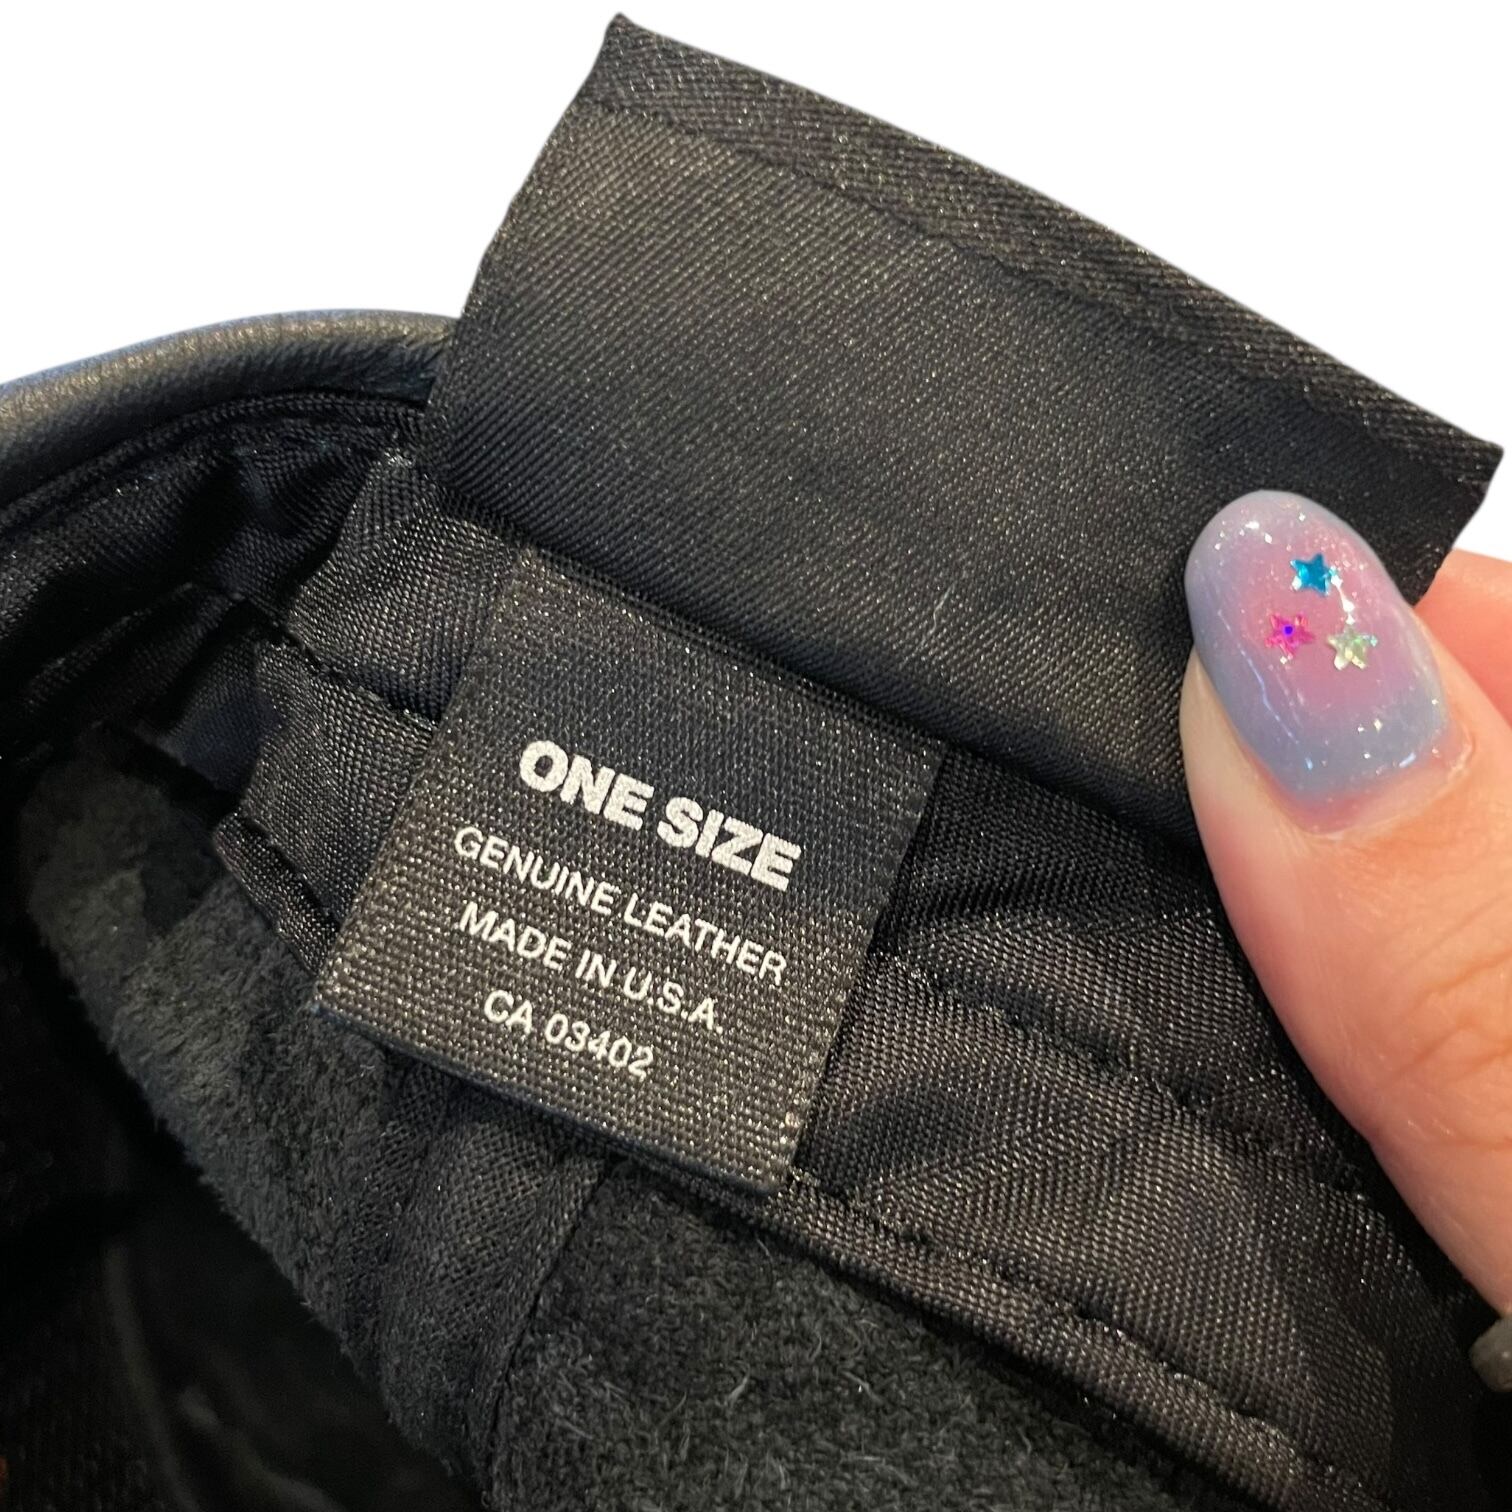 ONE SIZE
GENUINE LEATHER
MADE IN U.S.A.
CA 03402